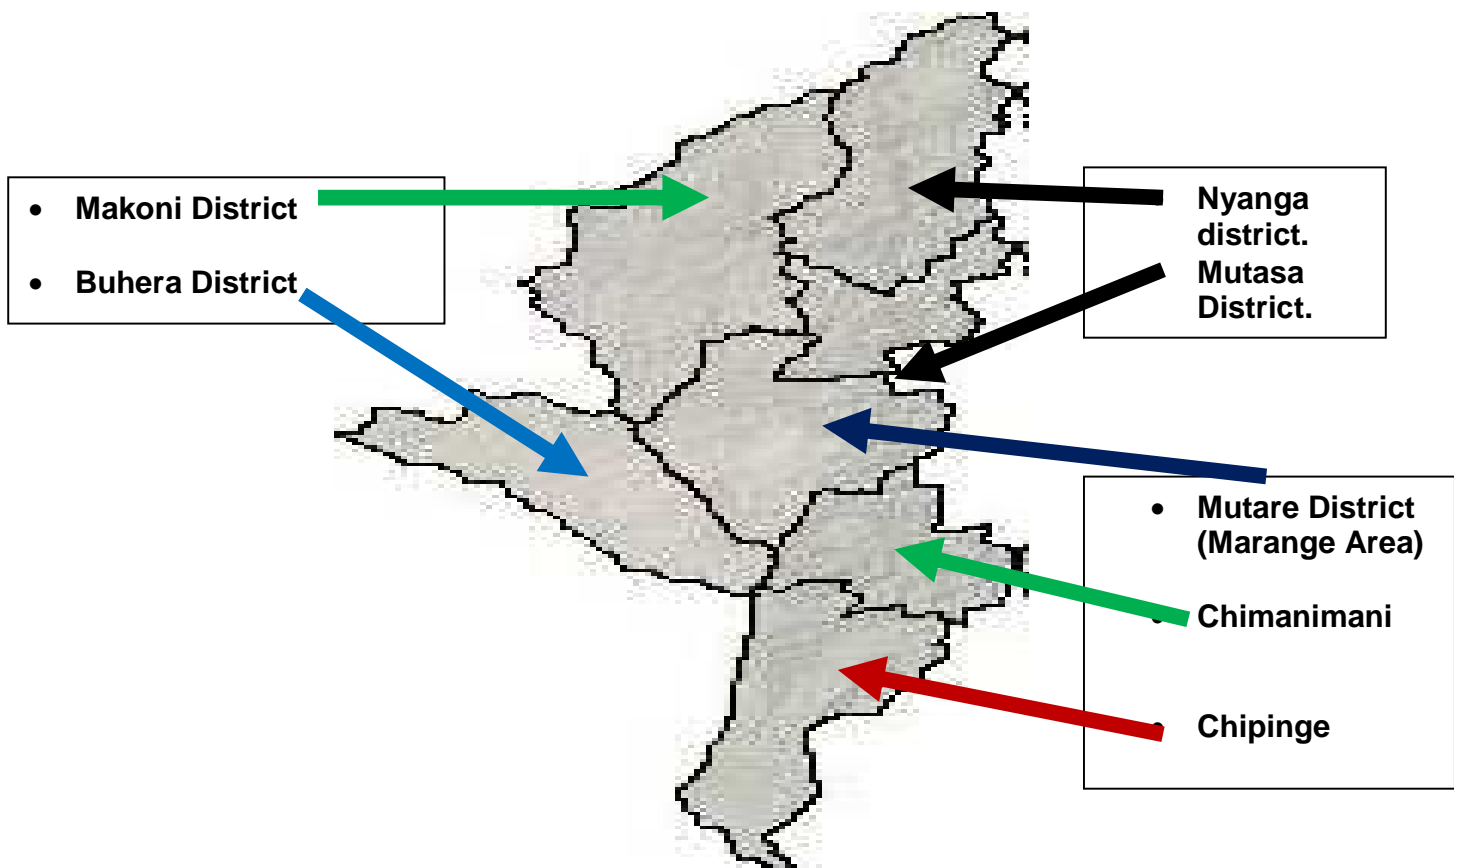 • Makoni District
• Buhera District
Nyanga
district.
Mutasa
District.
• Mutare District
(Marange Area)
• Chimanimani
• Chipinge